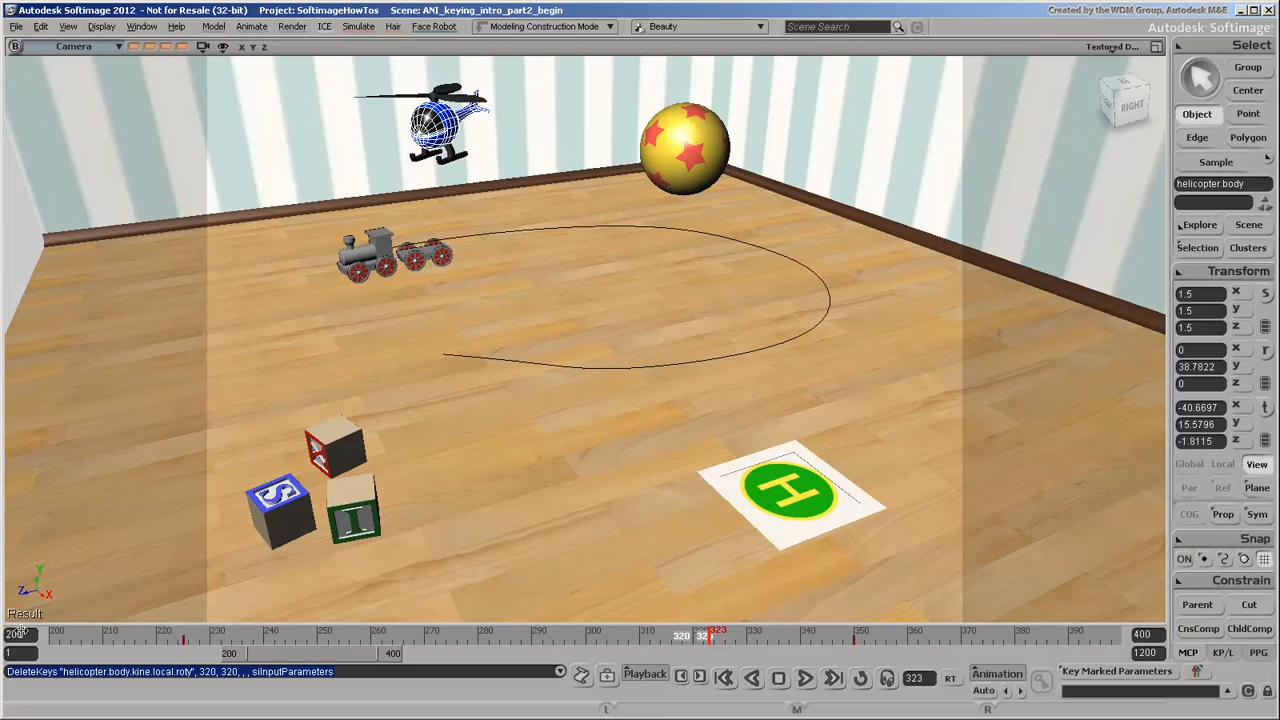 Autodesk Softimage 2012 - Not for Resale (32-bit) Project: SoftimageHowTos Scene: ANI_keying_intro_part2_begin Created by the WDM Group, Autodesk M&E
File Edit View Display Window Help Model Animate Render ICE Simulate Hair Face Robot Modeling Construction Mode Beauty Scene Search C Autodesk Softimage
B Camera X Y Z Textured D...
Select
Group
Center
Object Point
Edge Polygon
Sample
helicopter.body
Explore Scene
Selection Clusters
Transform
1.5 x S
1.5 y
1.5 z
0 x r
38.7822 y
0 z
-40.6697 x t
15.5796 y
-1.8115 z
Global Local View
Par Ref Plane
COG Prop Sym
Snap
ON
Constrain
Parent Cut
CnsComp ChldComp
MCP KP/L PPG
RIGHT
S
H
Y
Z X
Result
200 200 210 220 230 240 250 260 270 280 290 300 310 320 323 330 340 350 360 370 380 390 400
1 200 400 1200
DeleteKeys "helicopter.body.kine.local.roty", 320, 320, , , siInputParameters Playback 323 RT Animation Key Marked Parameters
Auto C
L M R